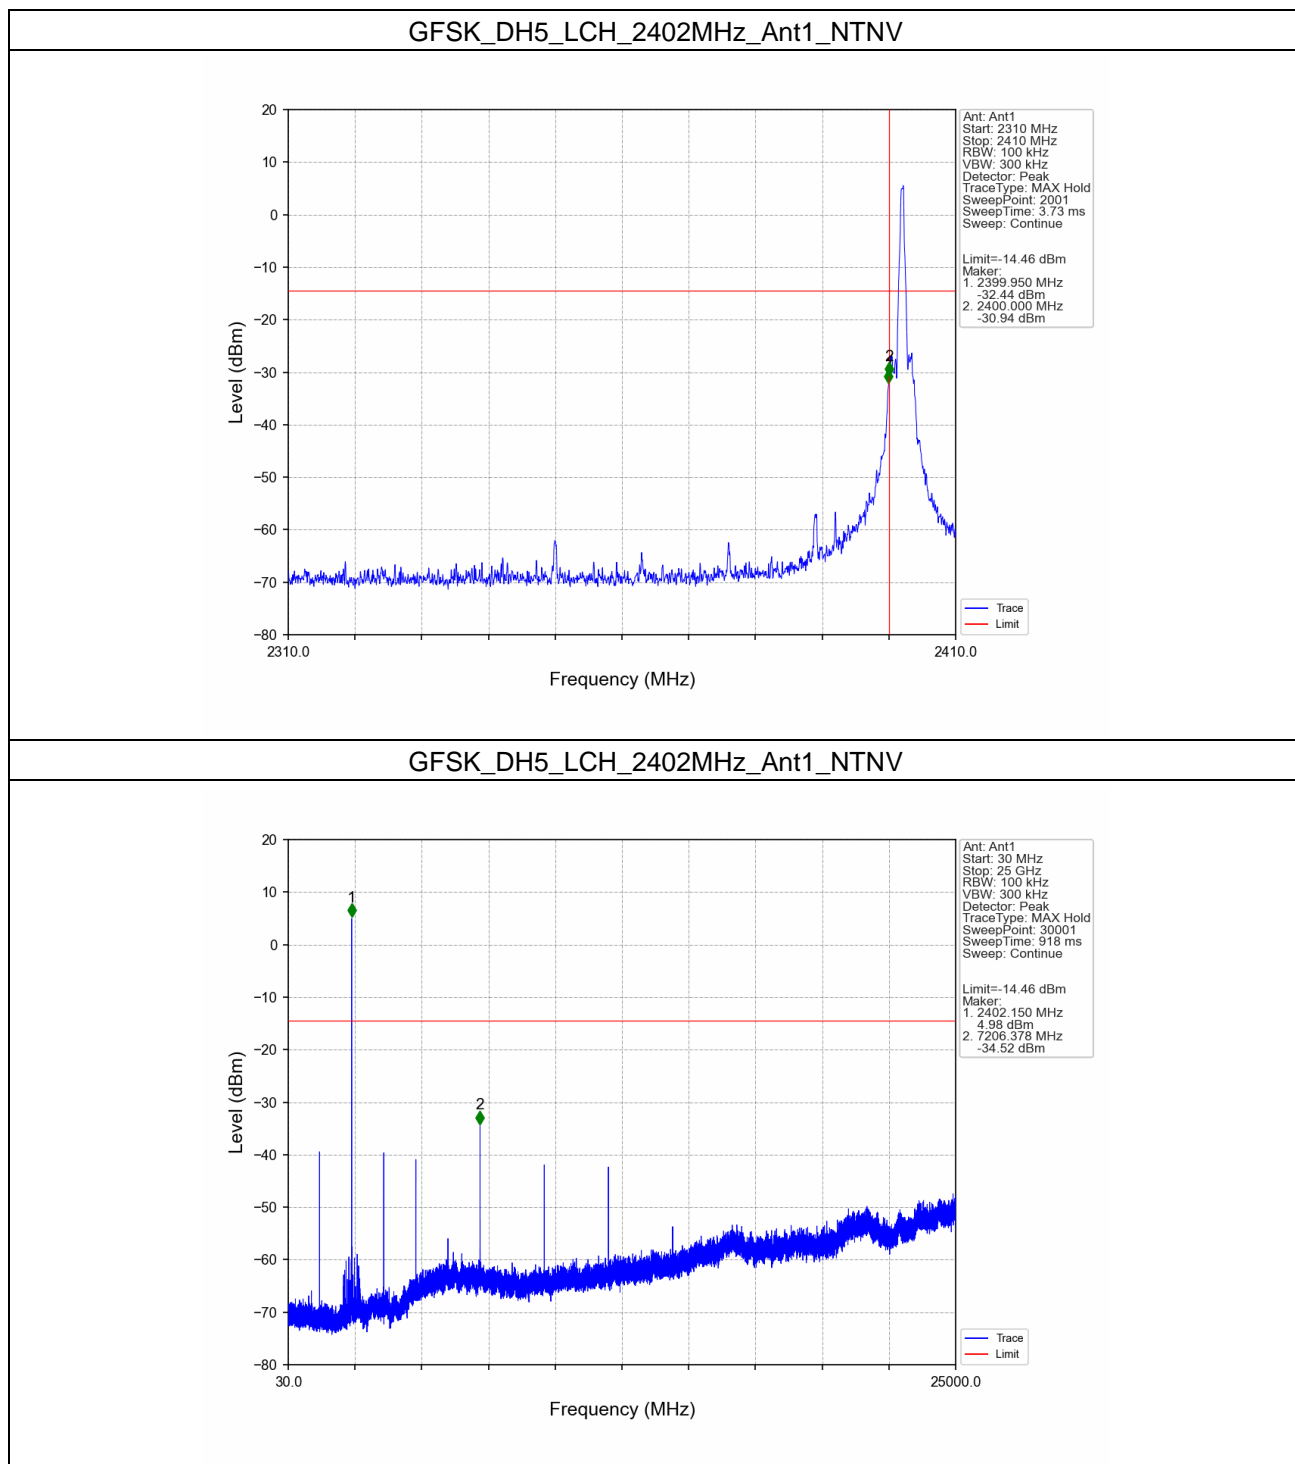 GFSK_DH5_LCH_2402MHz_Ant1_NTNV
20
10
0
−10
−20
−30
−40
−50
−60
−70
−80
Level (dBm)
2
2310.0
2410.0
Frequency (MHz)
Ant: Ant1
Start: 2310 MHz
Stop: 2410 MHz
RBW: 100 kHz
VBW: 300 kHz
Detector: Peak
TraceType: MAX Hold
SweepPoint: 2001
SweepTime: 3.73 ms
Sweep: Continue
Limit=-14.46 dBm
Maker:
1. 2399.950 MHz
-32.44 dBm
2. 2400.000 MHz
-30.94 dBm
Trace
Limit
GFSK_DH5_LCH_2402MHz_Ant1_NTNV
20
10
0
−10
−20
−30
−40
−50
−60
−70
−80
Level (dBm)
1
2
30.0
25000.0
Frequency (MHz)
Ant: Ant1
Start: 30 MHz
Stop: 25 GHz
RBW: 100 kHz
VBW: 300 kHz
Detector: Peak
TraceType: MAX Hold
SweepPoint: 30001
SweepTime: 918 ms
Sweep: Continue
Limit=-14.46 dBm
Maker:
1. 2402.150 MHz
4.98 dBm
2. 7206.378 MHz
-34.52 dBm
Trace
Limit